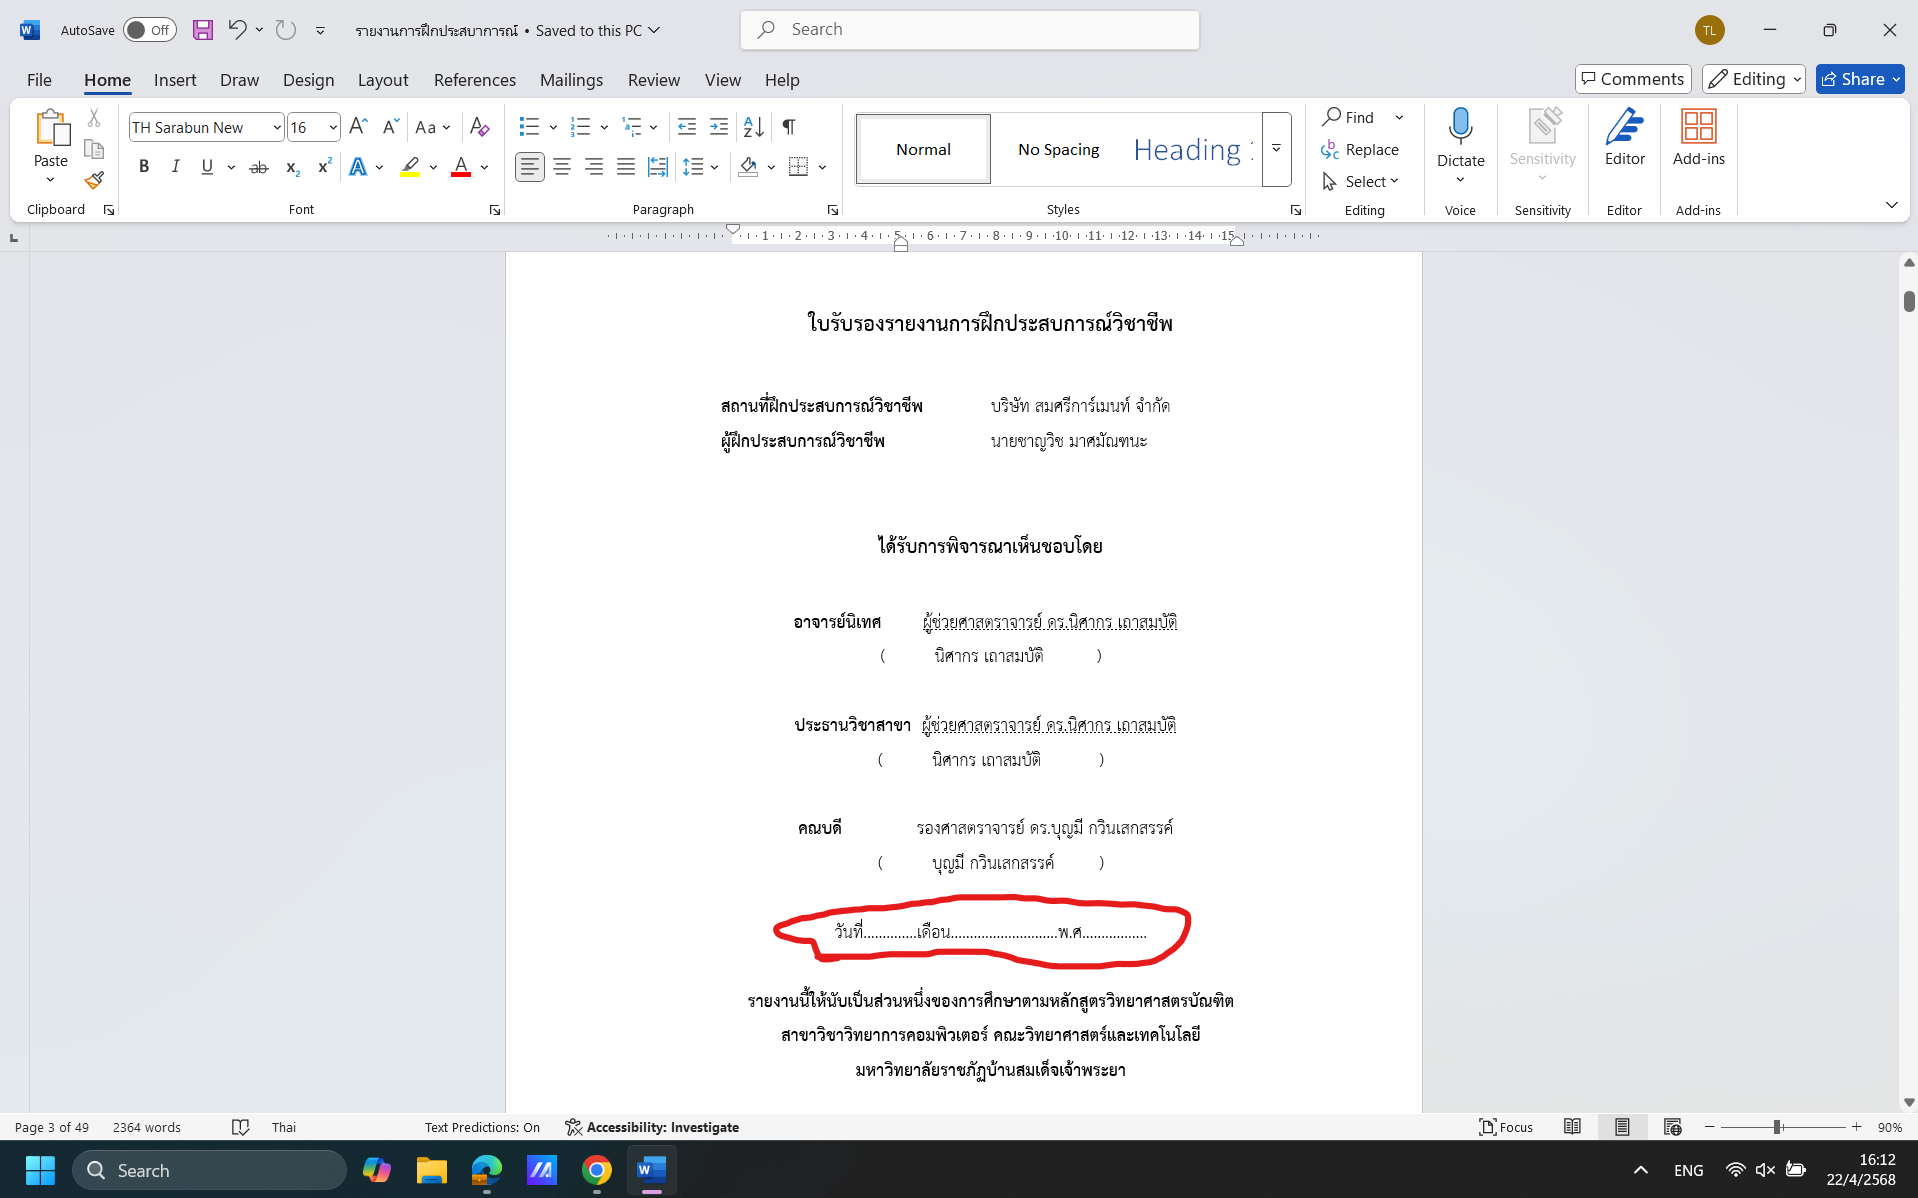 AutoSave Off รายงานการฝึกประสบาการณ์ • Saved to this PC Search TL
File Home Insert Draw Design Layout References Mailings Review View Help Comments Editing Share
Paste
Clipboard
TH Sarabun New 16
Font
Paragraph
Normal No Spacing Heading
Styles
Find
Replace
Select
Editing
Dictate
Voice
Sensitivity
Sensitivity
Editor
Editor
Add-ins
Add-ins
1 2 3 4 5 6 7 8 9 10 11 12 13 14 15
ใบรับรองรายงานการฝึกประสบการณ์วิชาชีพ
สถานที่ฝึกประสบการณ์วิชาชีพ บริษัท สมศรีการ์เมนท์ จำกัด
ผู้ฝึกประสบการณ์วิชาชีพ นายชาญวิช มาศมัณฑนะ
ได้รับการพิจารณาเห็นชอบโดย
อาจารย์นิเทศ ผู้ช่วยศาสตราจารย์ ดร.นิศากร เถาสมบัติ
( นิศากร เถาสมบัติ )
ประธานวิชาสาขา ผู้ช่วยศาสตราจารย์ ดร.นิศากร เถาสมบัติ
( นิศากร เถาสมบัติ )
คณบดี รองศาสตราจารย์ ดร.บุญมี กวินเสกสรรค์
( บุญมี กวินเสกสรรค์ )
วันที่..............เดือน............................พ.ศ.................
รายงานนี้ให้นับเป็นส่วนหนึ่งของการศึกษาตามหลักสูตรวิทยาศาสตรบัณฑิต
สาขาวิชาวิทยาการคอมพิวเตอร์ คณะวิทยาศาสตร์และเทคโนโลยี
มหาวิทยาลัยราชภัฏบ้านสมเด็จเจ้าพระยา
Page 3 of 49 2364 words Thai Text Predictions: On Accessibility: Investigate Focus 90%
Search ENG 16:12
22/4/2568